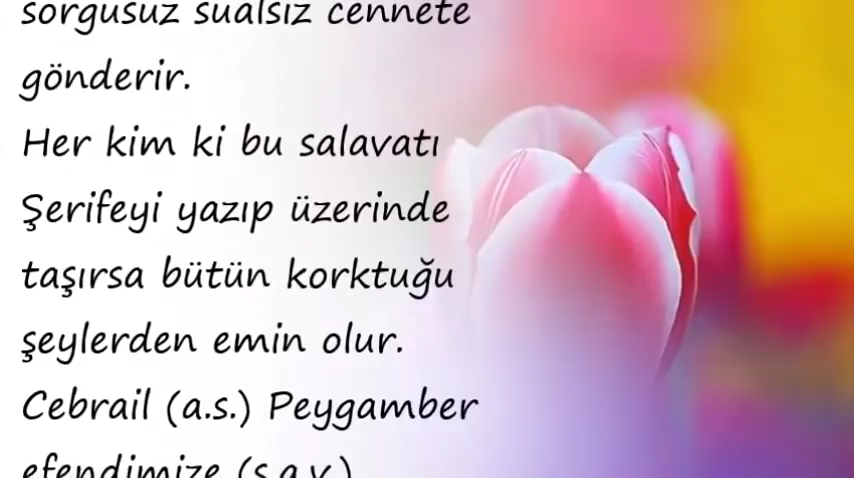 sorgusuz sualsiz cennete
gönderir.
Her kim ki bu salavatı
Şerifeyi yazıp üzerinde
taşırsa bütün korktuğu
şeylerden emin olur.
Cebrail (a.s.) Peygamber
efendimize (s.a.v.)